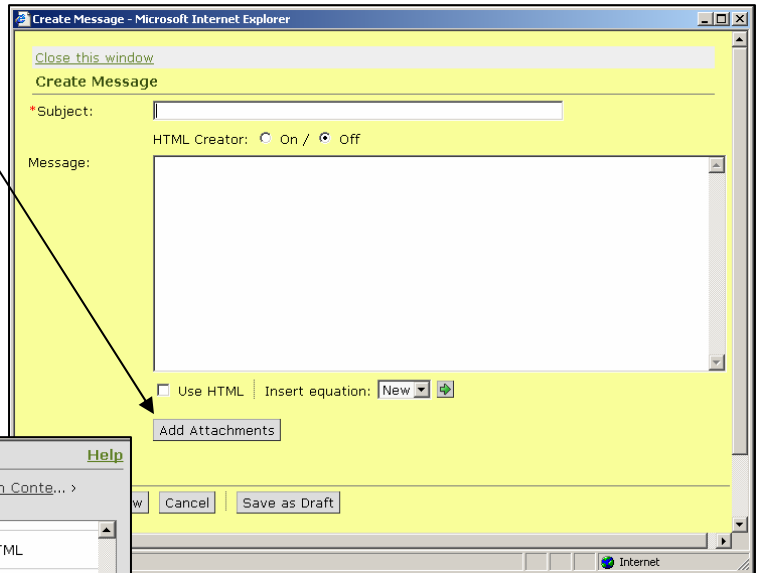 Create Message - Microsoft Internet Explorer
Close this window
Create Message
*Subject:
HTML Creator: On / Off
Message:
Use HTML Insert equation: New
Add Attachments
Help
Conte... ›
w Cancel Save as Draft
TML
Internet